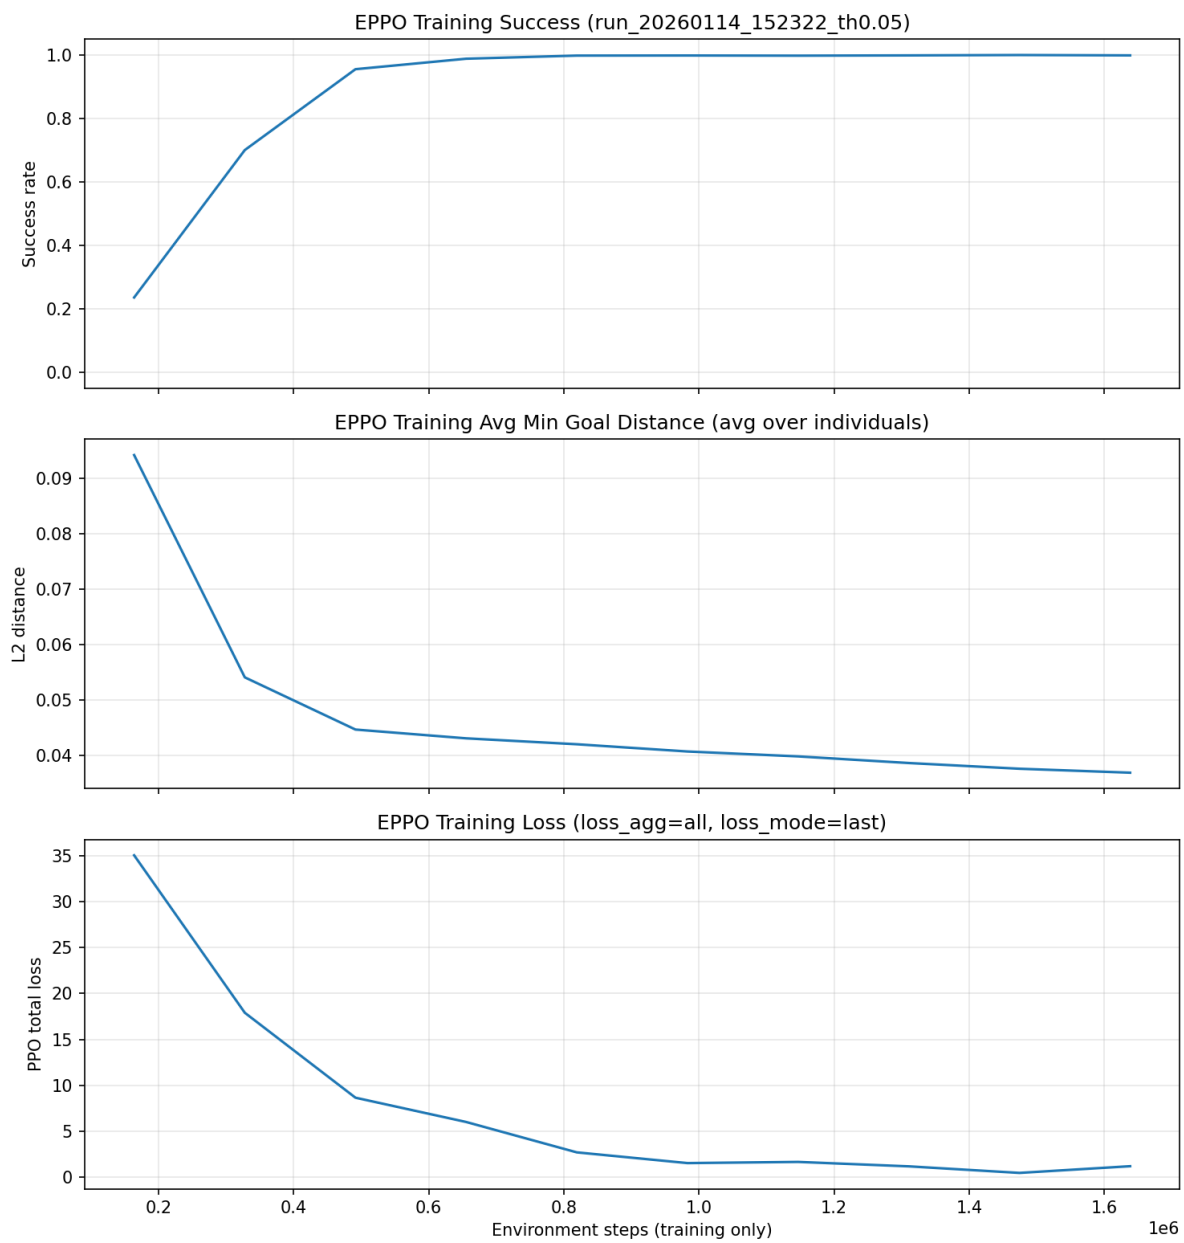 EPPO Training Success (run_20260114_152322_th0.05)
1.0
0.8
0.6
0.4
0.2
0.0
Success rate
EPPO Training Avg Min Goal Distance (avg over individuals)
0.09
0.08
0.07
0.06
0.05
0.04
L2 distance
EPPO Training Loss (loss_agg=all, loss_mode=last)
35
30
25
20
15
10
5
0
PPO total loss
0.2 0.4 0.6 0.8 1.0 1.2 1.4 1.6
1e6
Environment steps (training only)